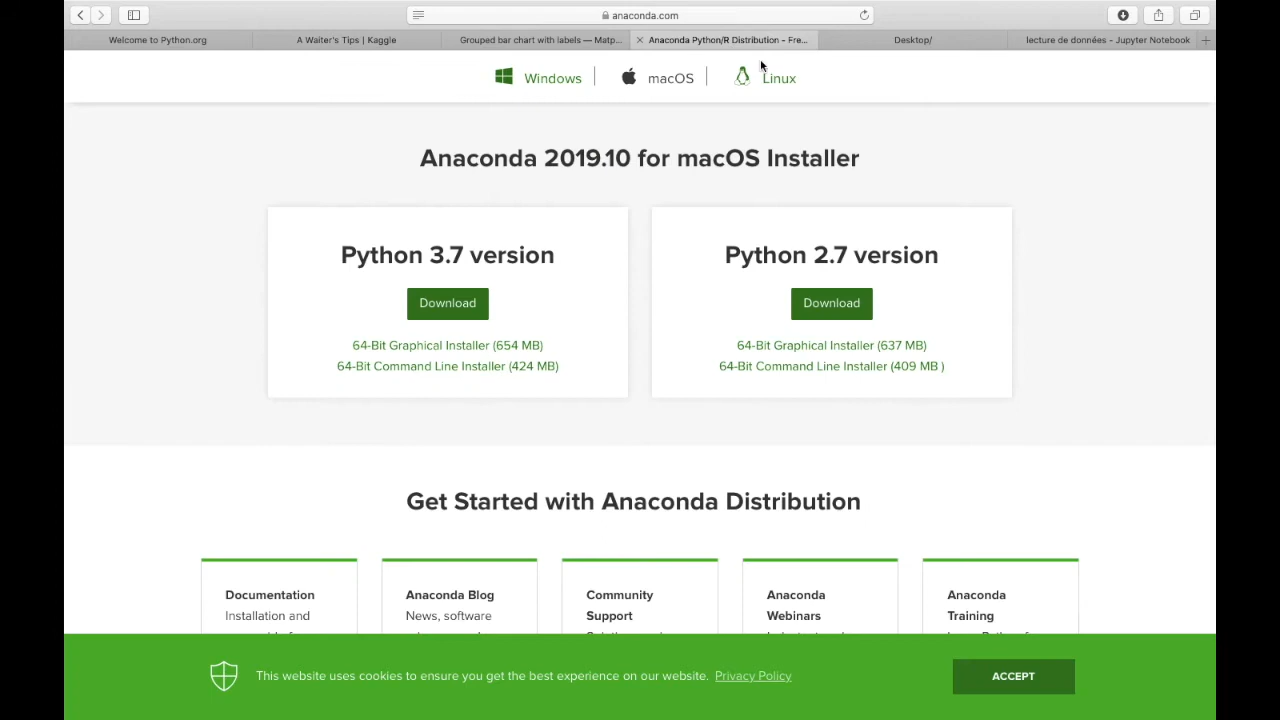 anaconda.com
Welcome to Python.org
A Waiter's Tips | Kaggle
Grouped bar chart with labels — Matp...
Anaconda Python/R Distribution - Fre...
Desktop/
lecture de données - Jupyter Notebook
Windows
macOS
Linux
Anaconda 2019.10 for macOS Installer
Python 3.7 version
Download
64-Bit Graphical Installer (654 MB)
64-Bit Command Line Installer (424 MB)
Python 2.7 version
Download
64-Bit Graphical Installer (637 MB)
64-Bit Command Line Installer (409 MB )
Get Started with Anaconda Distribution
Documentation
Installation and
Anaconda Blog
News, software
Community
Support
Anaconda
Webinars
Anaconda
Training
This website uses cookies to ensure you get the best experience on our website. Privacy Policy
ACCEPT